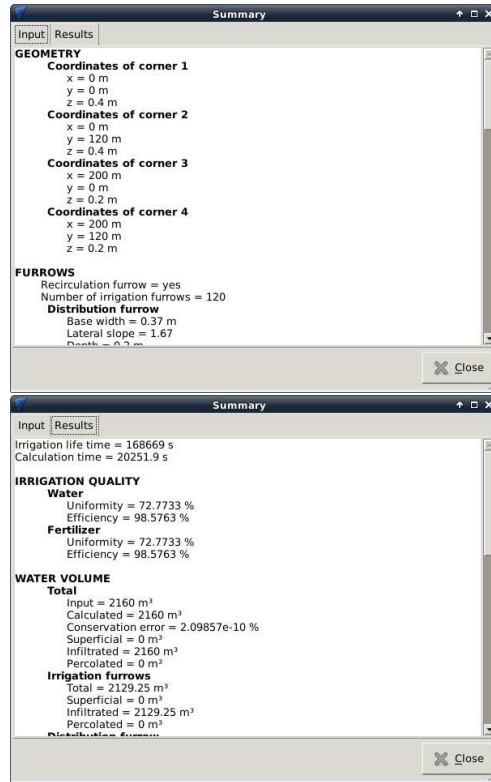 Summary
Input Results
GEOMETRY
Coordinates of corner 1
x = 0 m
y = 0 m
z = 0.4 m
Coordinates of corner 2
x = 0 m
y = 120 m
z = 0.4 m
Coordinates of corner 3
x = 200 m
y = 0 m
z = 0.2 m
Coordinates of corner 4
x = 200 m
y = 120 m
z = 0.2 m
FURROWS
Recirculation furrow = yes
Number of irrigation furrows = 120
Distribution furrow
Base width = 0.37 m
Lateral slope = 1.67
Depth = 0.2 m
Close
Summary
Input Results
Irrigation life time = 168669 s
Calculation time = 20251.9 s
IRRIGATION QUALITY
Water
Uniformity = 72.7733 %
Efficiency = 98.5763 %
Fertilizer
Uniformity = 72.7733 %
Efficiency = 98.5763 %
WATER VOLUME
Total
Input = 2160 m³
Calculated = 2160 m³
Conservation error = 2.09857e-10 %
Superficial = 0 m³
Infiltrated = 2160 m³
Percolated = 0 m³
Irrigation furrows
Total = 2129.25 m³
Superficial = 0 m³
Infiltrated = 2129.25 m³
Percolated = 0 m³
Distribution furrow
Close